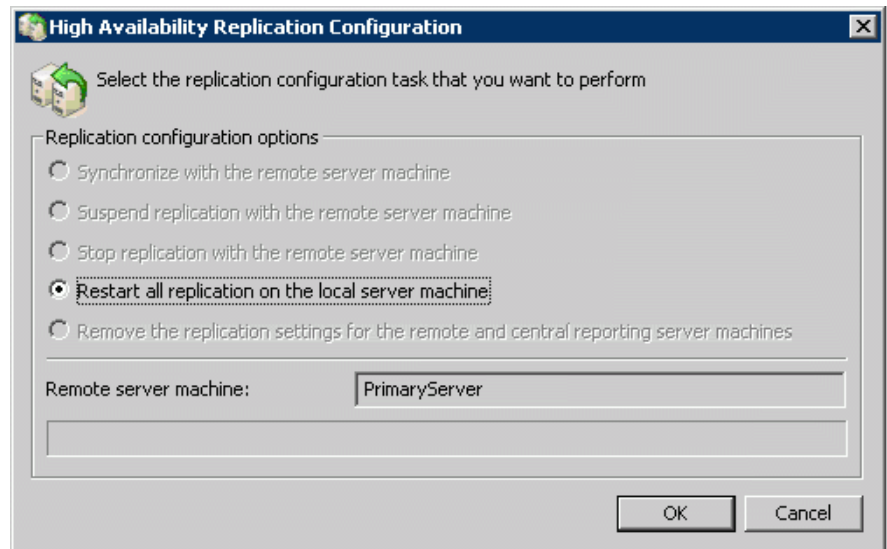 High Availability Replication Configuration
Select the replication configuration task that you want to perform
Replication configuration options
Synchronize with the remote server machine
Suspend replication with the remote server machine
Stop replication with the remote server machine
Restart all replication on the local server machine
Remove the replication settings for the remote and central reporting server machines
Remote server machine: PrimaryServer
OK Cancel